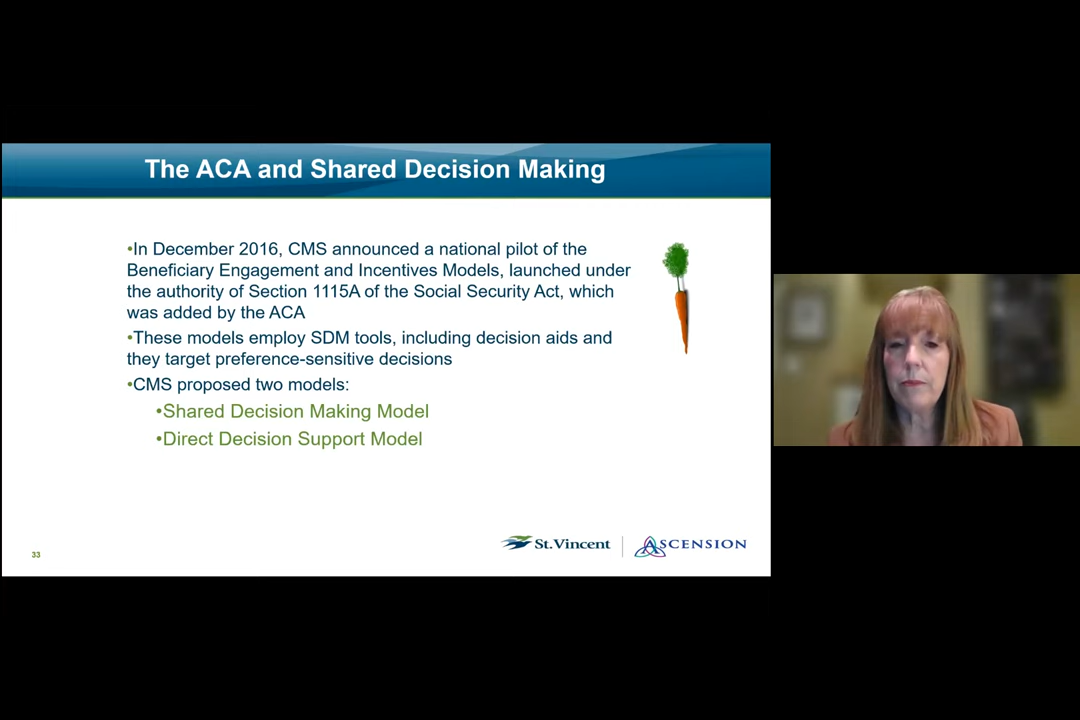 The ACA and Shared Decision Making
•In December 2016, CMS announced a national pilot of the
Beneficiary Engagement and Incentives Models, launched under
the authority of Section 1115A of the Social Security Act, which
was added by the ACA
•These models employ SDM tools, including decision aids and
they target preference-sensitive decisions
•CMS proposed two models:
•Shared Decision Making Model
•Direct Decision Support Model
33
St.Vincent
ASCENSION